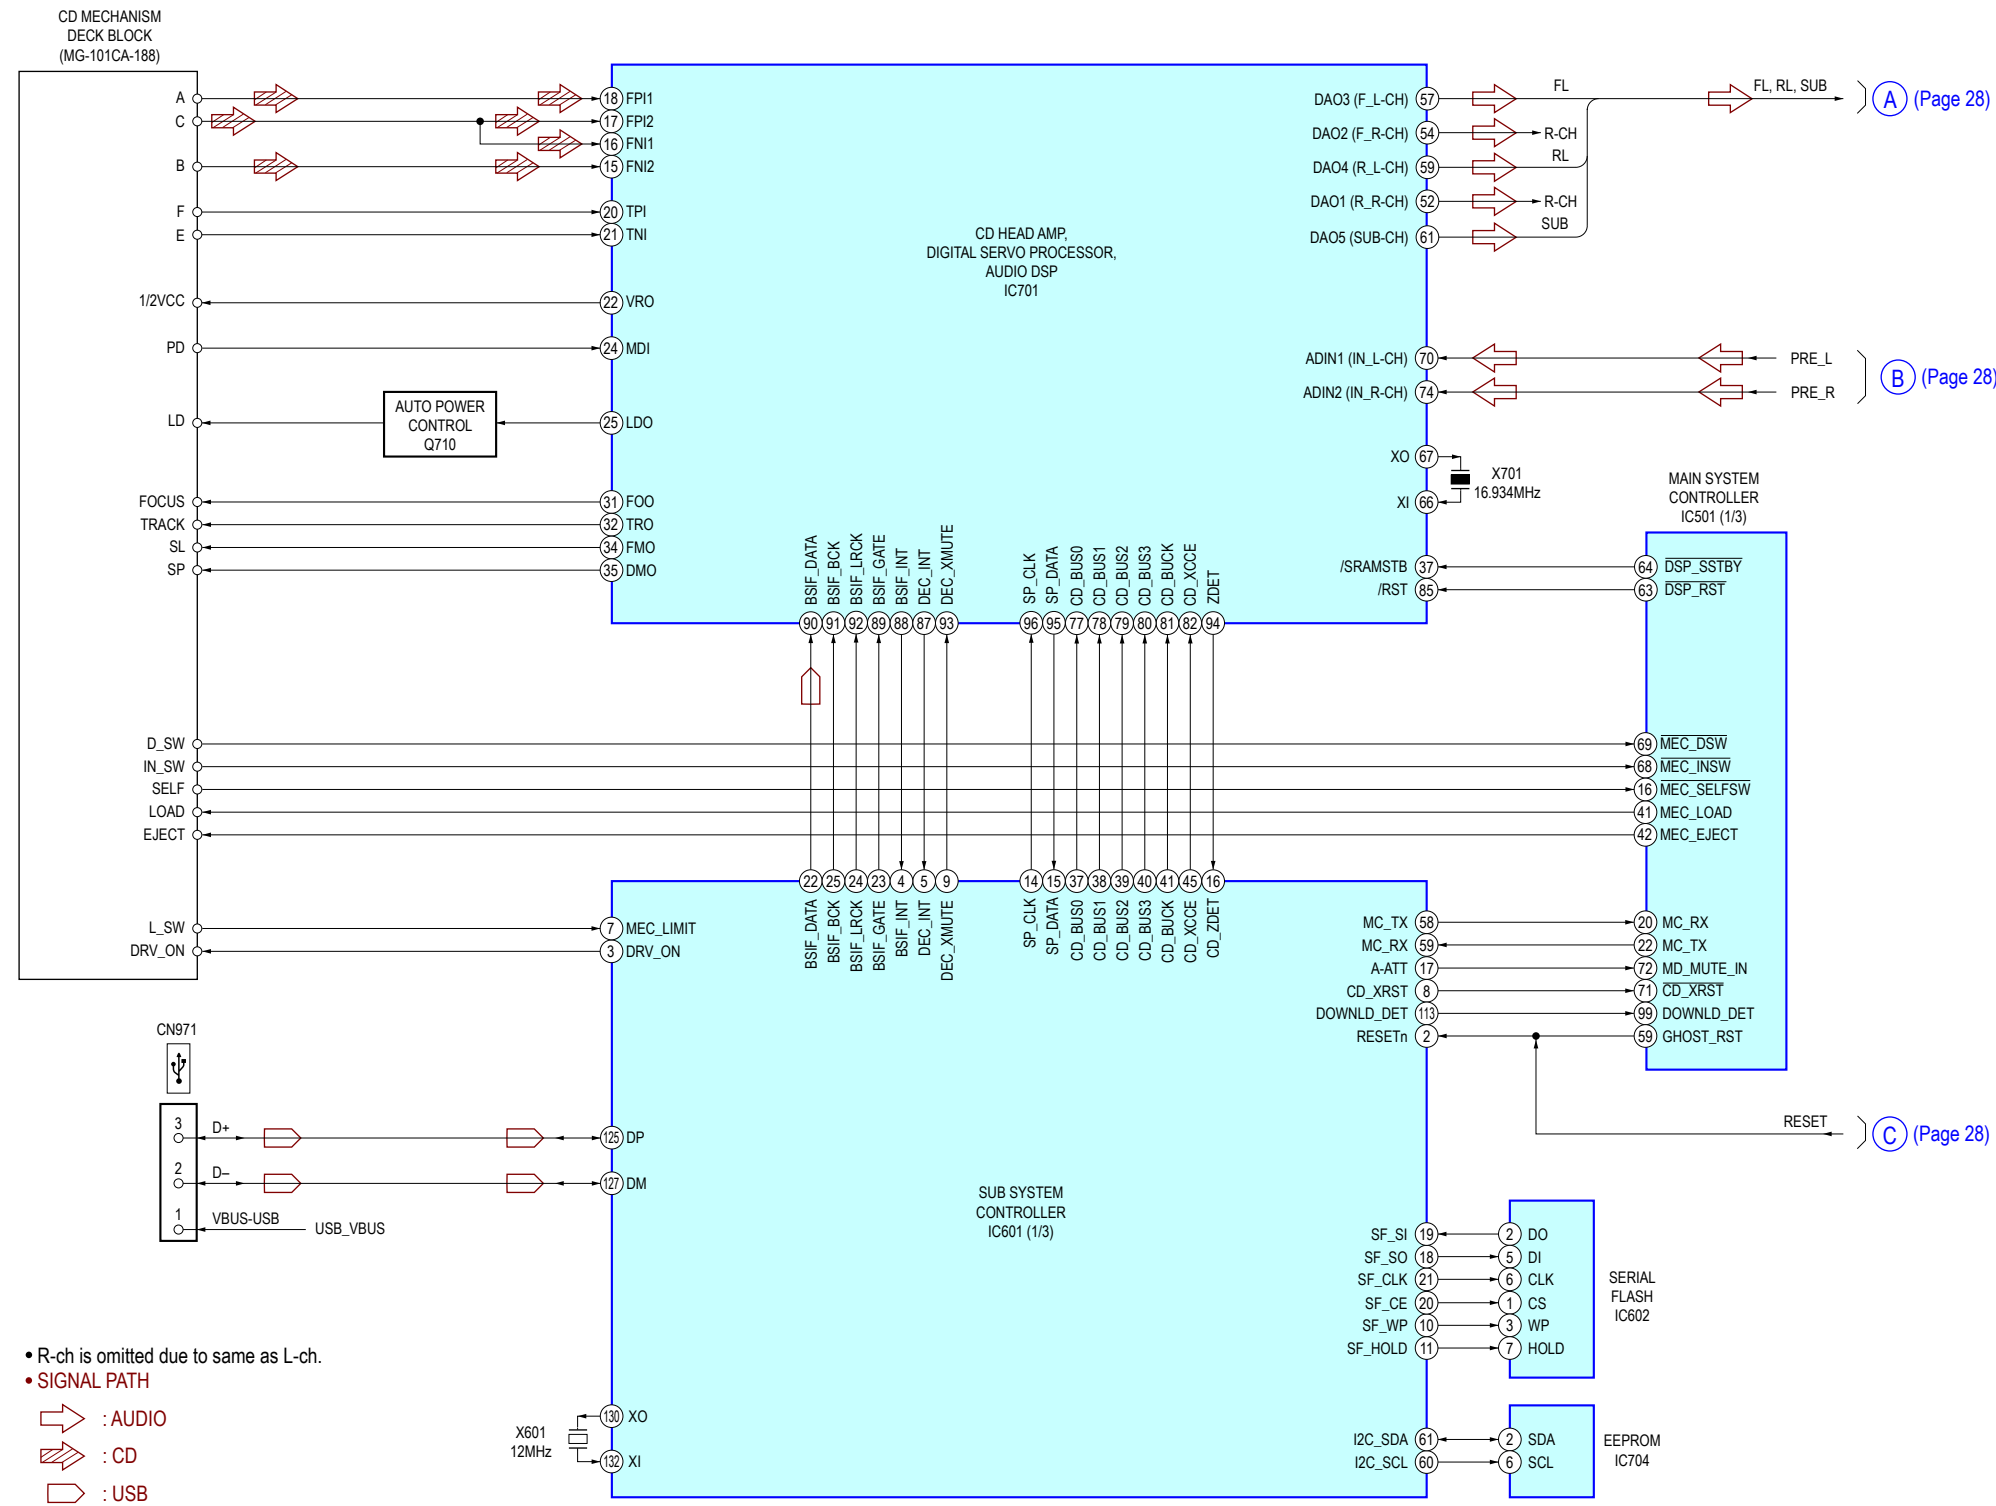 CD MECHANISM
DECK BLOCK
(MG-101CA-188)
A
C
B
F
E
1/2VCC
PD
LD
FOCUS
TRACK
SL
SP
D_SW
IN_SW
SELF
LOAD
EJECT
L_SW
DRV_ON
AUTO POWER
CONTROL
Q710
18 FPI1
17 FPI2
16 FNI1
15 FNI2
20 TPI
21 TNI
22 VRO
24 MDI
25 LDO
31 FOO
32 TRO
34 FMO
35 DMO
CD HEAD AMP,
DIGITAL SERVO PROCESSOR,
AUDIO DSP
IC701
DAO3 (F_L-CH) 57 FL
DAO2 (F_R-CH) 54 R-CH
DAO4 (R_L-CH) 59 RL
DAO1 (R_R-CH) 52 R-CH
DAO5 (SUB-CH) 61 SUB
FL, RL, SUB
A (Page 28)
ADIN1 (IN_L-CH) 70 PRE_L
ADIN2 (IN_R-CH) 74 PRE_R
B (Page 28)
XO 67
XI 66
X701
16.934MHz
/SRAMSTB 37
/RST 85
BSIF_DATA
BSIF_BCK
BSIF_LRCK
BSIF_GATE
BSIF_INT
DEC_INT
DEC_XMUTE
SP_CLK
SP_DATA
CD_BUS0
CD_BUS1
CD_BUS2
CD_BUS3
CD_BUCK
CD_XCCE
ZDET
90 91 92 89 88 87 93 96 95 77 78 79 80 81 82 94
MAIN SYSTEM
CONTROLLER
IC501 (1/3)
64 DSP_SSTBY
63 DSP_RST
69 MEC_DSW
68 MEC_INSW
16 MEC_SELFSW
41 MEC_LOAD
42 MEC_EJECT
20 MC_RX
22 MC_TX
72 MD_MUTE_IN
71 CD_XRST
99 DOWNLD_DET
59 GHOST_RST
22 25 24 23 4 5 9 14 15 37 38 39 40 41 45 16
BSIF_DATA
BSIF_BCK
BSIF_LRCK
BSIF_GATE
BSIF_INT
DEC_INT
DEC_XMUTE
SP_CLK
SP_DATA
CD_BUS0
CD_BUS1
CD_BUS2
CD_BUS3
CD_BUCK
CD_XCCE
CD_ZDET
7 MEC_LIMIT
3 DRV_ON
MC_TX 58
MC_RX 59
A-ATT 17
CD_XRST 8
DOWNLD_DET 113
RESETn 2
RESET
C (Page 28)
CN971
3 D+
2 D–
1 VBUS-USB
USB_VBUS
125 DP
127 DM
SUB SYSTEM
CONTROLLER
IC601 (1/3)
SF_SI 19
SF_SO 18
SF_CLK 21
SF_CE 20
SF_WP 10
SF_HOLD 11
2 DO
5 DI
6 CLK
1 CS
3 WP
7 HOLD
SERIAL
FLASH
IC602
I2C_SDA 61
I2C_SCL 60
2 SDA
6 SCL
EEPROM
IC704
X601
12MHz
130 XO
132 XI
• R-ch is omitted due to same as L-ch.
• SIGNAL PATH
: AUDIO
: CD
: USB